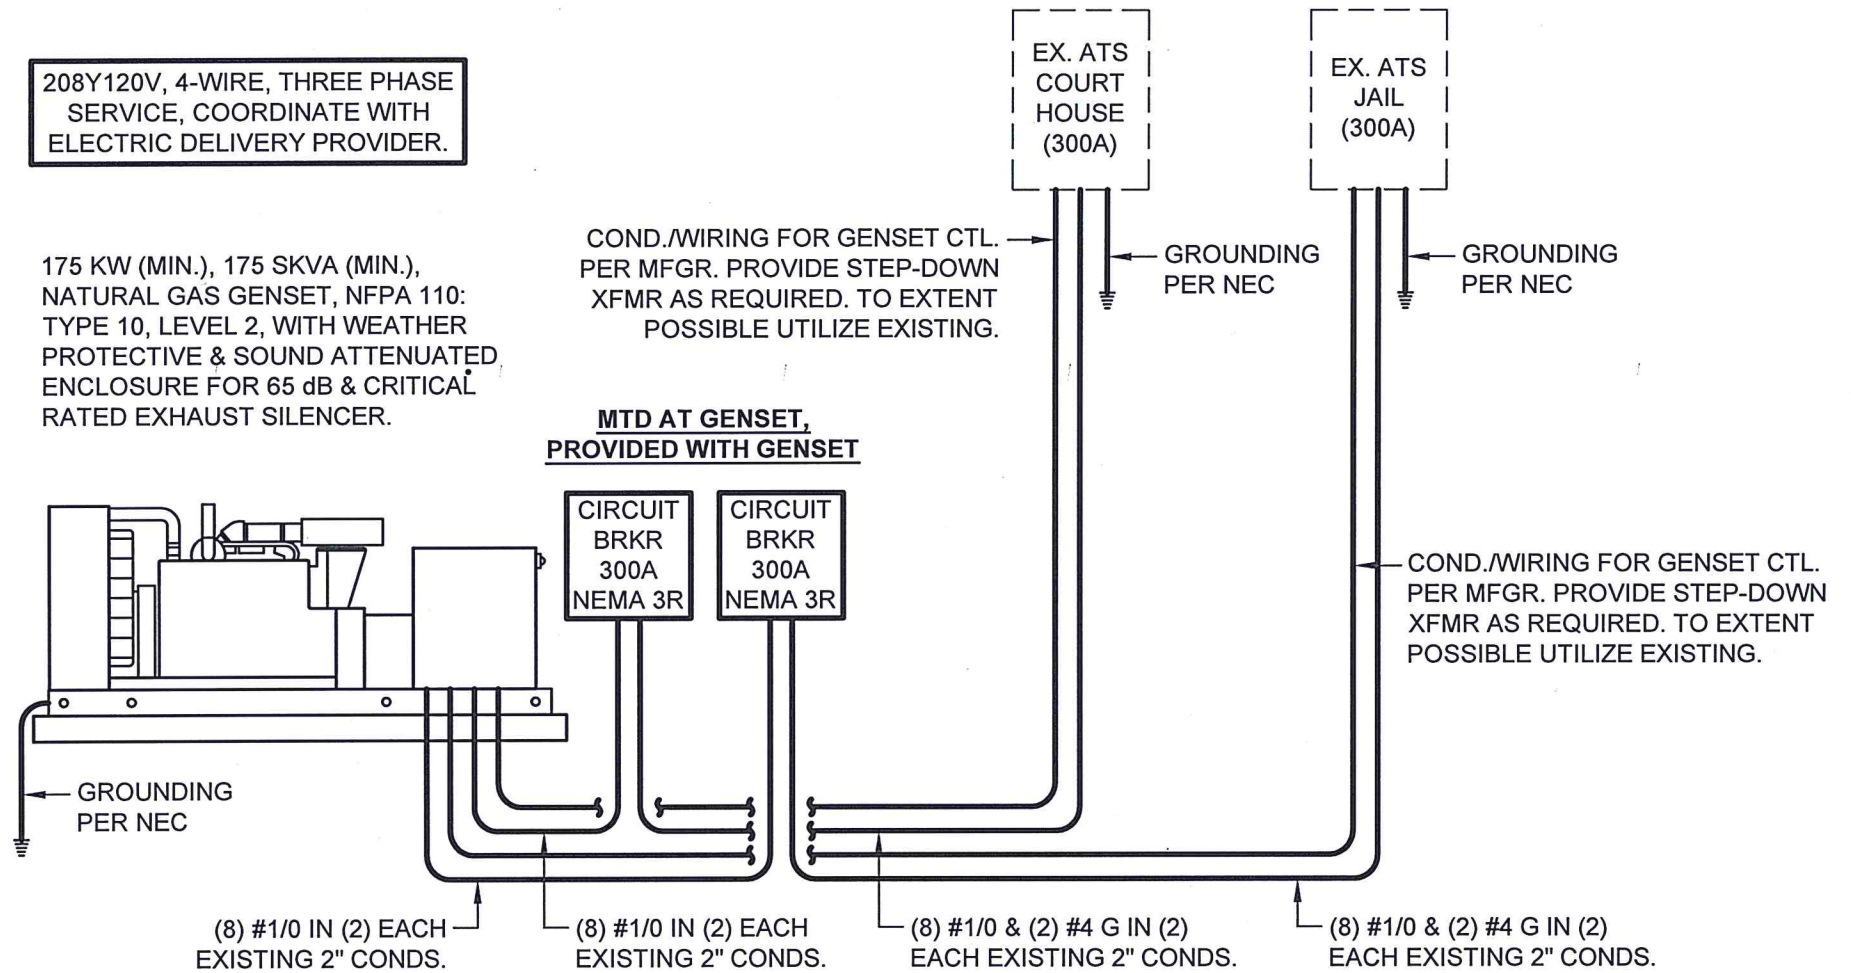 208Y120V, 4-WIRE, THREE PHASE
SERVICE, COORDINATE WITH
ELECTRIC DELIVERY PROVIDER.
EX. ATS
COURT
HOUSE
(300A)
EX. ATS
JAIL
(300A)
175 KW (MIN.), 175 SKVA (MIN.),
NATURAL GAS GENSET, NFPA 110:
TYPE 10, LEVEL 2, WITH WEATHER
PROTECTIVE & SOUND ATTENUATED
ENCLOSURE FOR 65 dB & CRITICAL
RATED EXHAUST SILENCER.
COND./WIRING FOR GENSET CTL.
PER MFGR. PROVIDE STEP-DOWN
XFMR AS REQUIRED. TO EXTENT
POSSIBLE UTILIZE EXISTING.
GROUNDING
PER NEC
GROUNDING
PER NEC
MTD AT GENSET,
PROVIDED WITH GENSET
CIRCUIT
BRKR
300A
NEMA 3R
CIRCUIT
BRKR
300A
NEMA 3R
COND./WIRING FOR GENSET CTL.
PER MFGR. PROVIDE STEP-DOWN
XFMR AS REQUIRED. TO EXTENT
POSSIBLE UTILIZE EXISTING.
GROUNDING
PER NEC
(8) #1/0 IN (2) EACH
EXISTING 2" CONDS.
(8) #1/0 IN (2) EACH
EXISTING 2" CONDS.
(8) #1/0 & (2) #4 G IN (2)
EACH EXISTING 2" CONDS.
(8) #1/0 & (2) #4 G IN (2)
EACH EXISTING 2" CONDS.